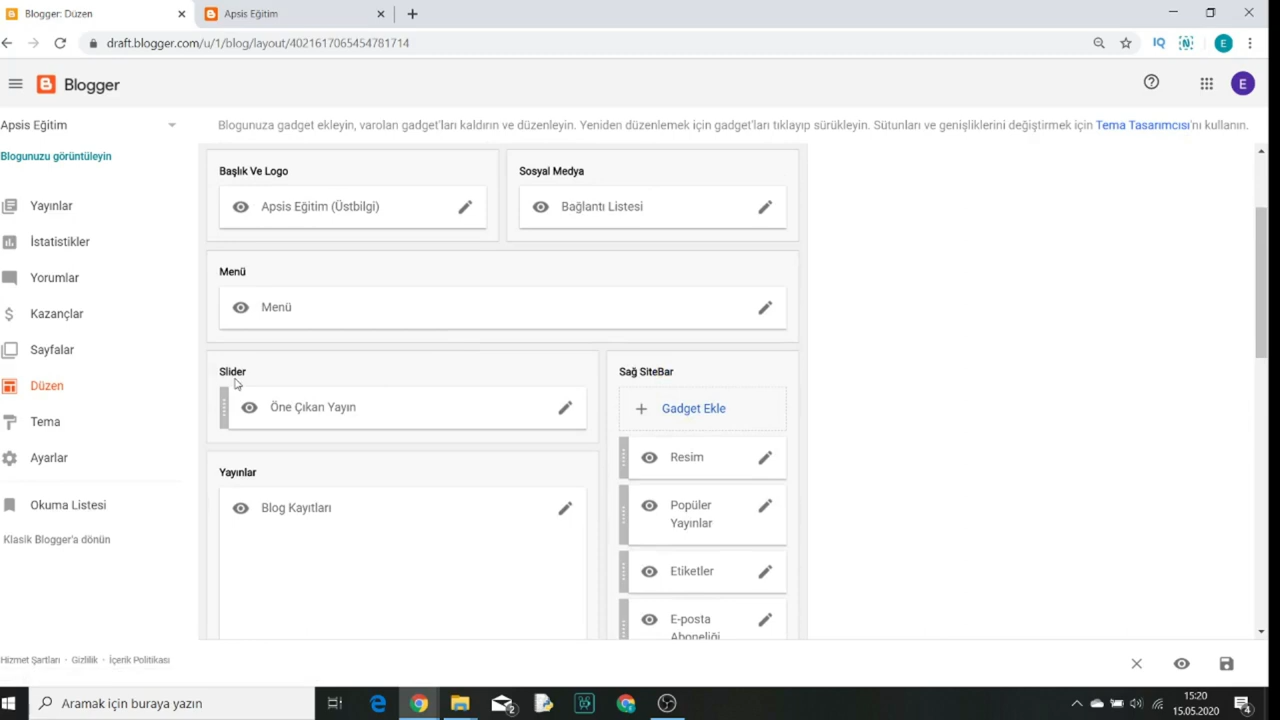 Blogger: Düzen
Apsis Eğitim
draft.blogger.com/u/1/blog/layout/4021617065454781714
IQ
N
E
Blogger
E
Apsis Eğitim
Blogunuza gadget ekleyin, varolan gadget'ları kaldırın ve düzenleyin. Yeniden düzenlemek için gadget'ları tıklayıp sürükleyin. Sütunları ve genişliklerini değiştirmek için Tema Tasarımcısı'nı kullanın.
Blogunuzu görüntüleyin
Yayınlar
İstatistikler
Yorumlar
Kazançlar
Sayfalar
Düzen
Tema
Ayarlar
Okuma Listesi
Klasik Blogger'a dönün
Başlık Ve Logo
Apsis Eğitim (Üstbilgi)
Sosyal Medya
Bağlantı Listesi
Menü
Menü
Slider
Öne Çıkan Yayın
Yayınlar
Blog Kayıtları
Sağ SiteBar
Gadget Ekle
Resim
Popüler
Yayınlar
Etiketler
E-posta
Aboneliği
Hizmet Şartları · Gizlilik · İçerik Politikası
Aramak için buraya yazın
2
15:20
15.05.2020
4